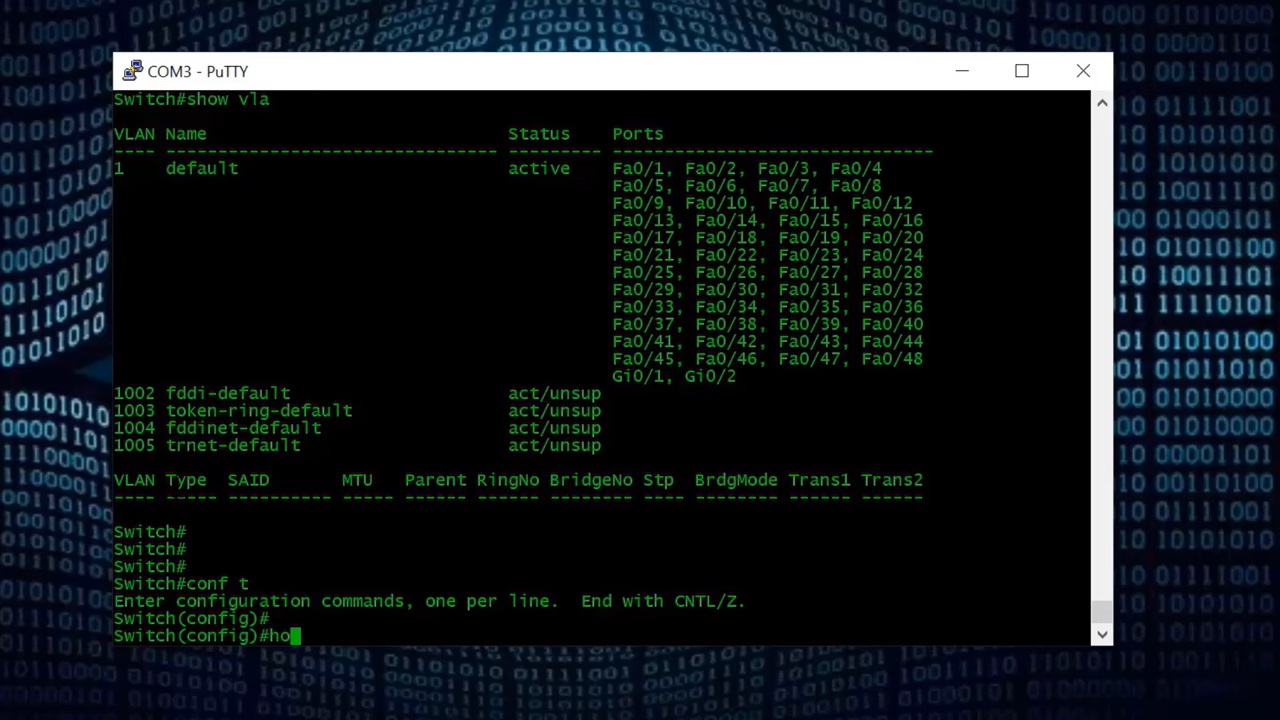 COM3 - PuTTY
Switch#show vla
VLAN Name Status Ports
---- -------------------------------- --------- -------------------------------
1 default active Fa0/1, Fa0/2, Fa0/3, Fa0/4
Fa0/5, Fa0/6, Fa0/7, Fa0/8
Fa0/9, Fa0/10, Fa0/11, Fa0/12
Fa0/13, Fa0/14, Fa0/15, Fa0/16
Fa0/17, Fa0/18, Fa0/19, Fa0/20
Fa0/21, Fa0/22, Fa0/23, Fa0/24
Fa0/25, Fa0/26, Fa0/27, Fa0/28
Fa0/29, Fa0/30, Fa0/31, Fa0/32
Fa0/33, Fa0/34, Fa0/35, Fa0/36
Fa0/37, Fa0/38, Fa0/39, Fa0/40
Fa0/41, Fa0/42, Fa0/43, Fa0/44
Fa0/45, Fa0/46, Fa0/47, Fa0/48
Gi0/1, Gi0/2
1002 fddi-default act/unsup
1003 token-ring-default act/unsup
1004 fddinet-default act/unsup
1005 trnet-default act/unsup
VLAN Type SAID MTU Parent RingNo BridgeNo Stp BrdgMode Trans1 Trans2
---- ----- ---------- ----- ------ ------ -------- ---- -------- ------ ------
Switch#
Switch#
Switch#
Switch#conf t
Enter configuration commands, one per line. End with CNTL/Z.
Switch(config)#
Switch(config)#ho